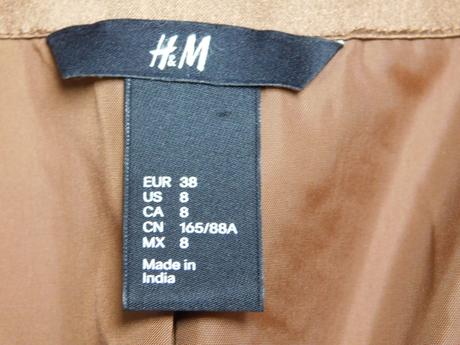 H&M
EUR 38
US 8
CA 8
CN 165/88A
MX 8
Made in
India